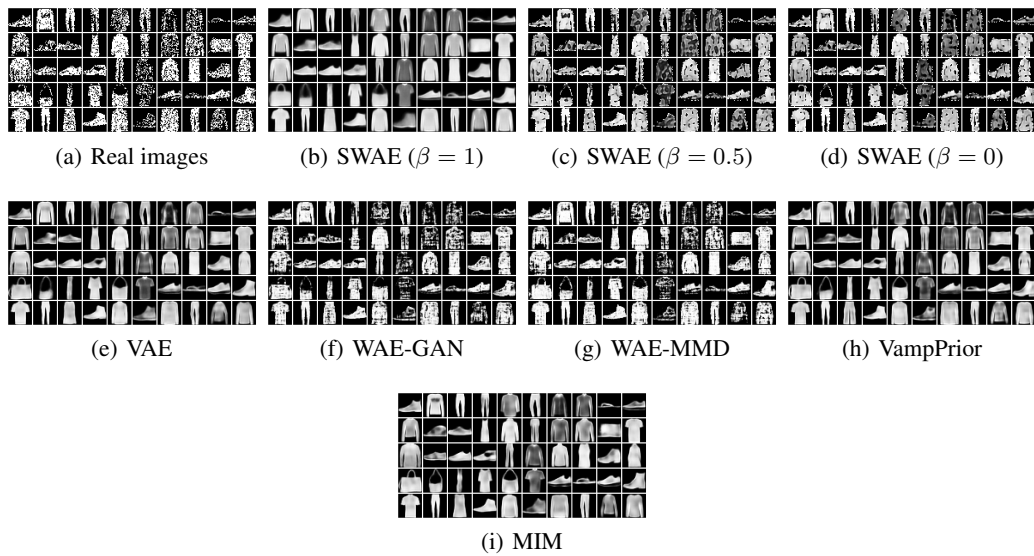 (a) Real images
(b) SWAE (β = 1)
(c) SWAE (β = 0.5)
(d) SWAE (β = 0)
(e) VAE
(f) WAE-GAN
(g) WAE-MMD
(h) VampPrior
(i) MIM